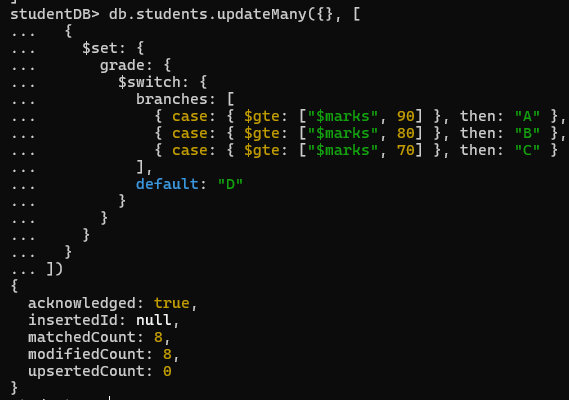 studentDB> db.students.updateMany({}, [
...   {
...     $set: {
...       grade: {
...         $switch: {
...           branches: [
...             { case: { $gte: ["$marks", 90] }, then: "A" },
...             { case: { $gte: ["$marks", 80] }, then: "B" },
...             { case: { $gte: ["$marks", 70] }, then: "C" }
...           ],
...           default: "D"
...         }
...       }
...     }
...   }
... ])
{
  acknowledged: true,
  insertedId: null,
  matchedCount: 8,
  modifiedCount: 8,
  upsertedCount: 0
}